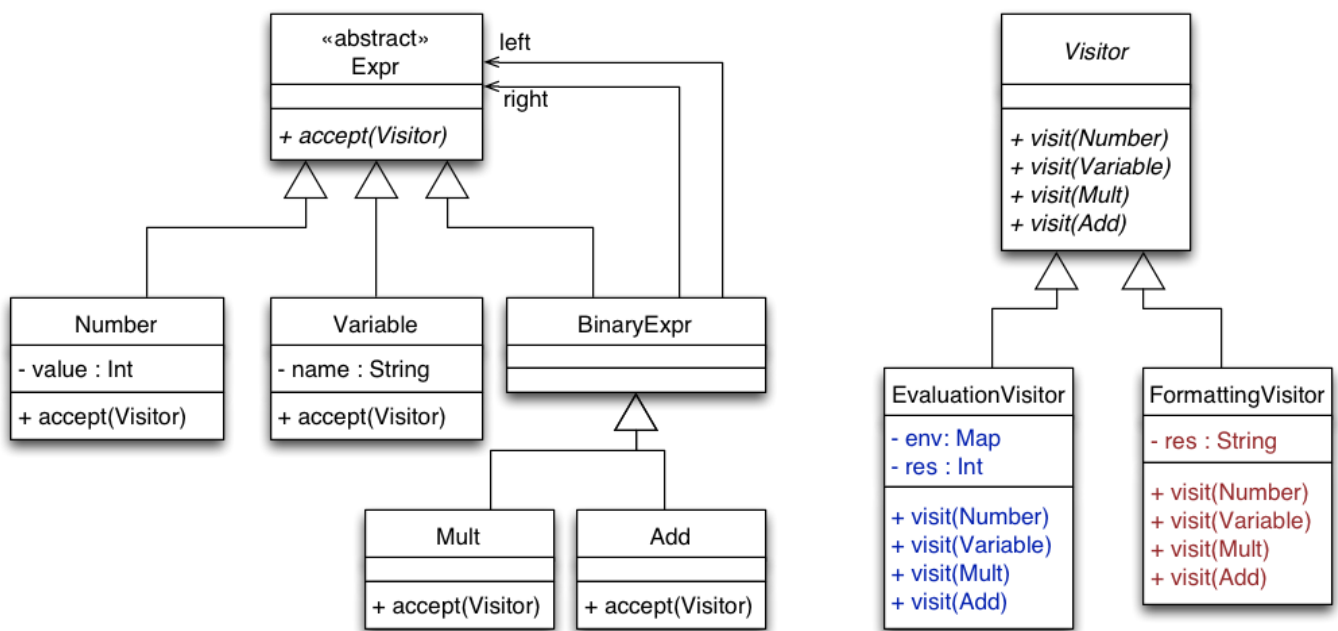 «abstract»
Expr
+ accept(Visitor)
left
right
Visitor
+ visit(Number)
+ visit(Variable)
+ visit(Mult)
+ visit(Add)
Number
- value : Int
+ accept(Visitor)
Variable
- name : String
+ accept(Visitor)
BinaryExpr
Mult
+ accept(Visitor)
Add
+ accept(Visitor)
EvaluationVisitor
- env: Map
- res : Int
+ visit(Number)
+ visit(Variable)
+ visit(Mult)
+ visit(Add)
FormattingVisitor
- res : String
+ visit(Number)
+ visit(Variable)
+ visit(Mult)
+ visit(Add)